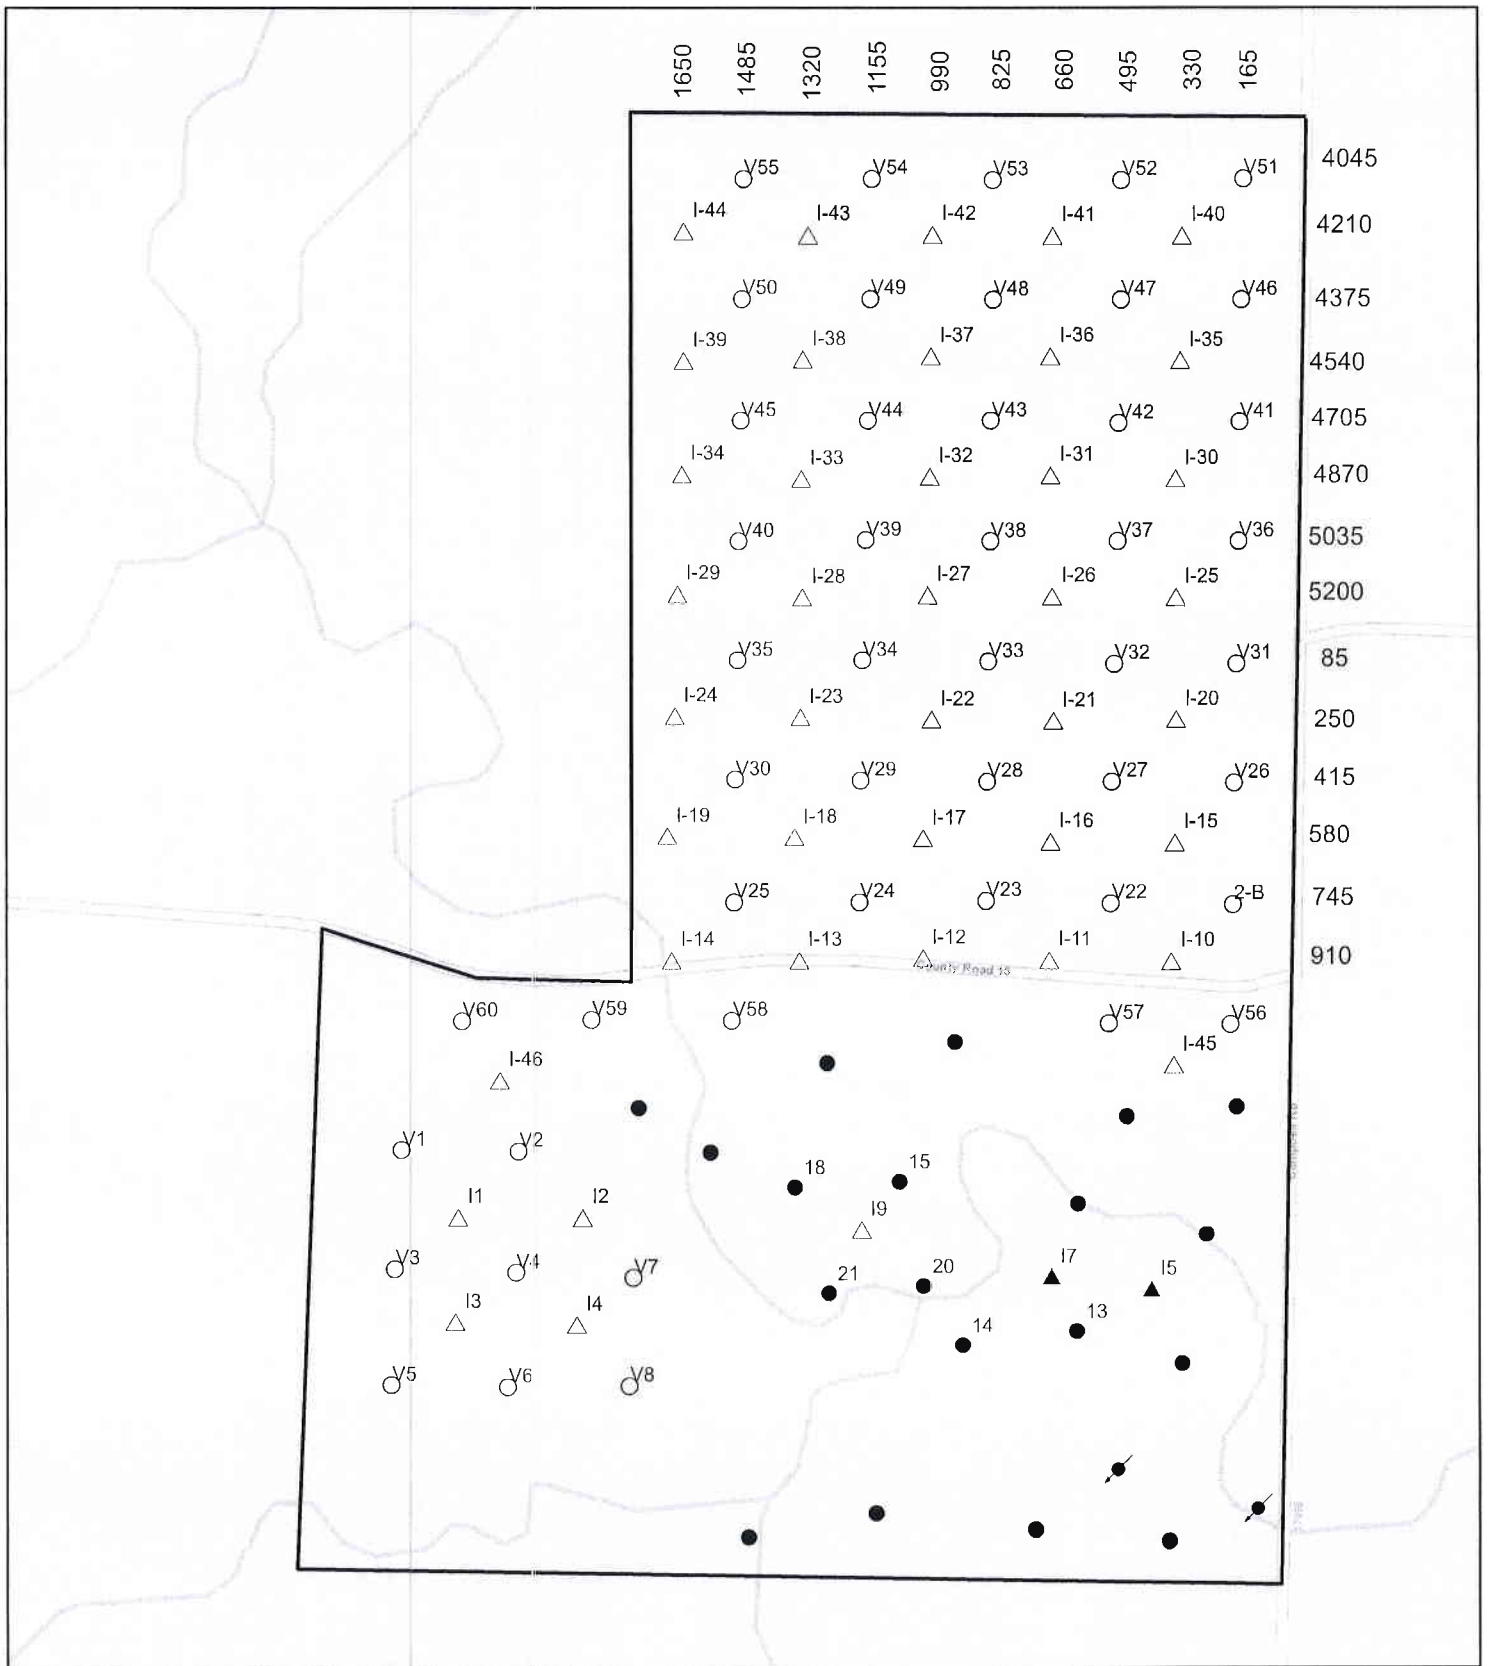 1650 1485 1320 1155 990 825 660 495 330 165
4045
V55 V54 V53 V52 V51
I-44 I-43 I-42 I-41 I-40
4210
V50 V49 V48 V47 V46
4375
I-39 I-38 I-37 I-36 I-35
4540
V45 V44 V43 V42 V41
4705
I-34 I-33 I-32 I-31 I-30
4870
V40 V39 V38 V37 V36
5035
I-29 I-28 I-27 I-26 I-25
5200
V35 V34 V33 V32 V31
85
I-24 I-23 I-22 I-21 I-20
250
V30 V29 V28 V27 V26
415
I-19 I-18 I-17 I-16 I-15
580
V25 V24 V23 V22 2-B
745
I-14 I-13 I-12 I-11 I-10
910
County Road 15
V60 V59 V58 V57 V56
I-46 I-45
V1 V2
18 15
I1 I2 I9
V3 V4 V7
21 20 I7 I5
I3 I4 14 13
V5 V6 V8